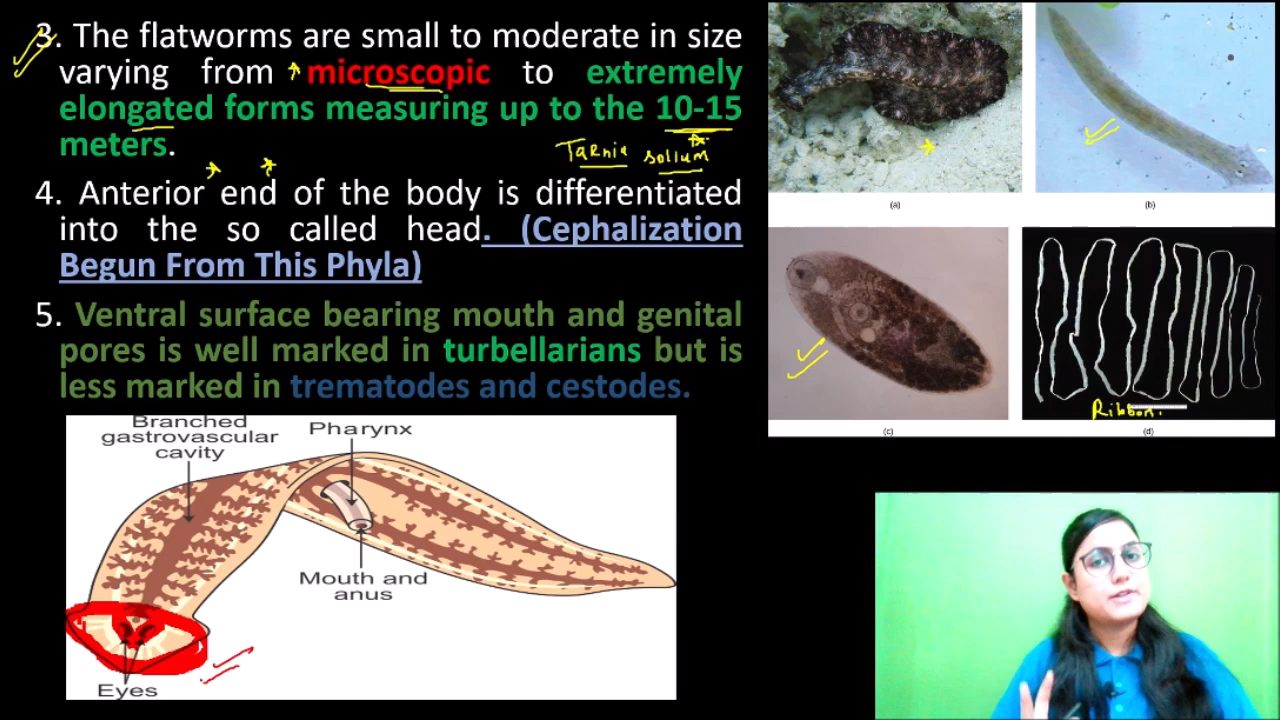 3. The flatworms are small to moderate in size
varying from microscopic to extremely
elongated forms measuring up to the 10-15
meters.
Taenia solium
4. Anterior end of the body is differentiated
into the so called head. (Cephalization
Begun From This Phyla)
5. Ventral surface bearing mouth and genital
pores is well marked in turbellarians but is
less marked in trematodes and cestodes.
Branched
gastrovascular
cavity
Pharynx
Mouth and
anus
Eyes
(a)
(b)
Ribbon.
(c)
(d)